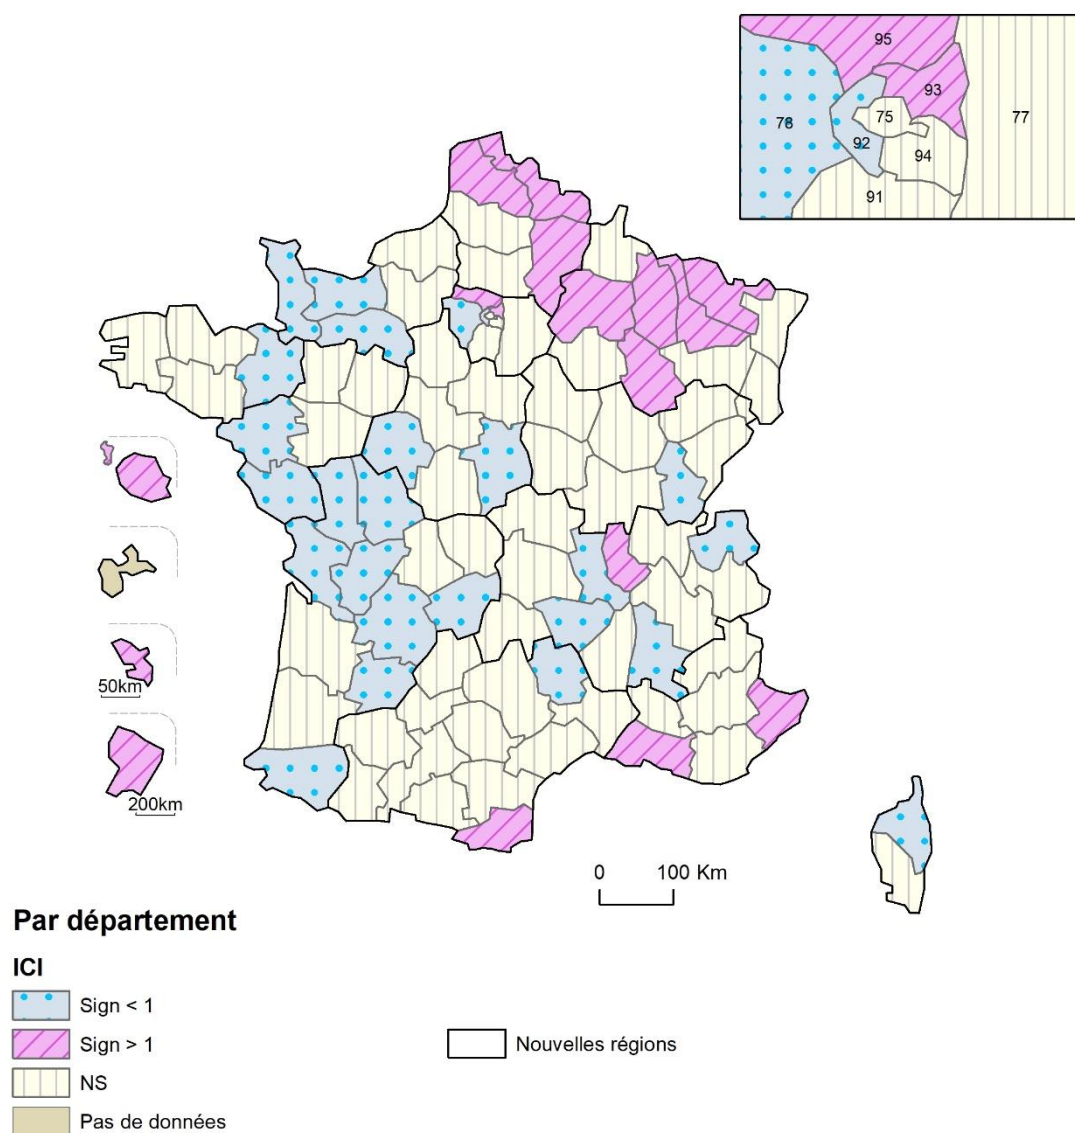 95
93
78
75
77
92
94
91
50km
200km
0 100 Km
Par département
ICI
Sign < 1
Sign > 1
Nouvelles régions
NS
Pas de données